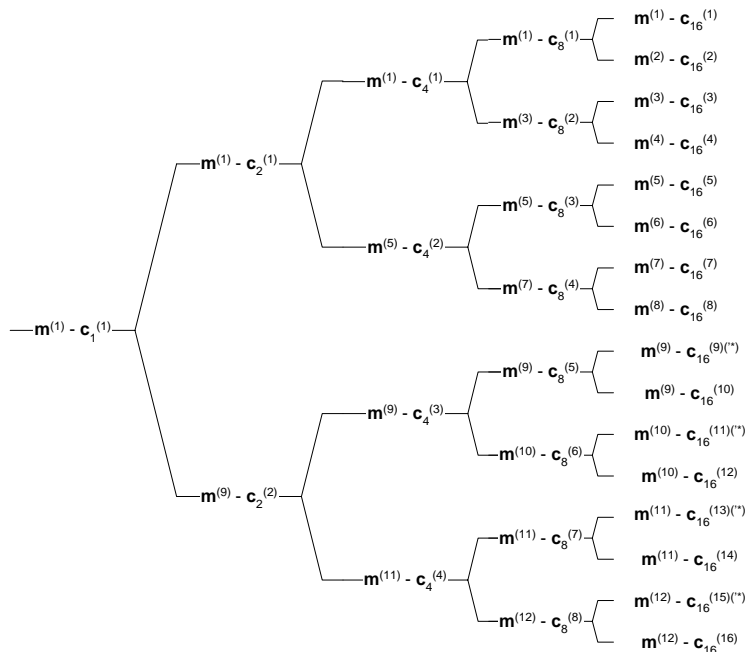 m(1) - c16(1)
m(1) - c8(1)
m(2) - c16(2)
m(1) - c4(1)
m(3) - c16(3)
m(3) - c8(2)
m(4) - c16(4)
m(1) - c2(1)
m(5) - c16(5)
m(5) - c8(3)
m(6) - c16(6)
m(5) - c4(2)
m(7) - c16(7)
m(7) - c8(4)
m(8) - c16(8)
m(1) - c1(1)
m(9) - c16(9)('*)
m(9) - c8(5)
m(9) - c16(10)
m(9) - c4(3)
m(10) - c16(11)('*)
m(10) - c8(6)
m(10) - c16(12)
m(9) - c2(2)
m(11) - c16(13)('*)
m(11) - c8(7)
m(11) - c16(14)
m(11) - c4(4)
m(12) - c16(15)('*)
m(12) - c8(8)
m(12) - c16(16)